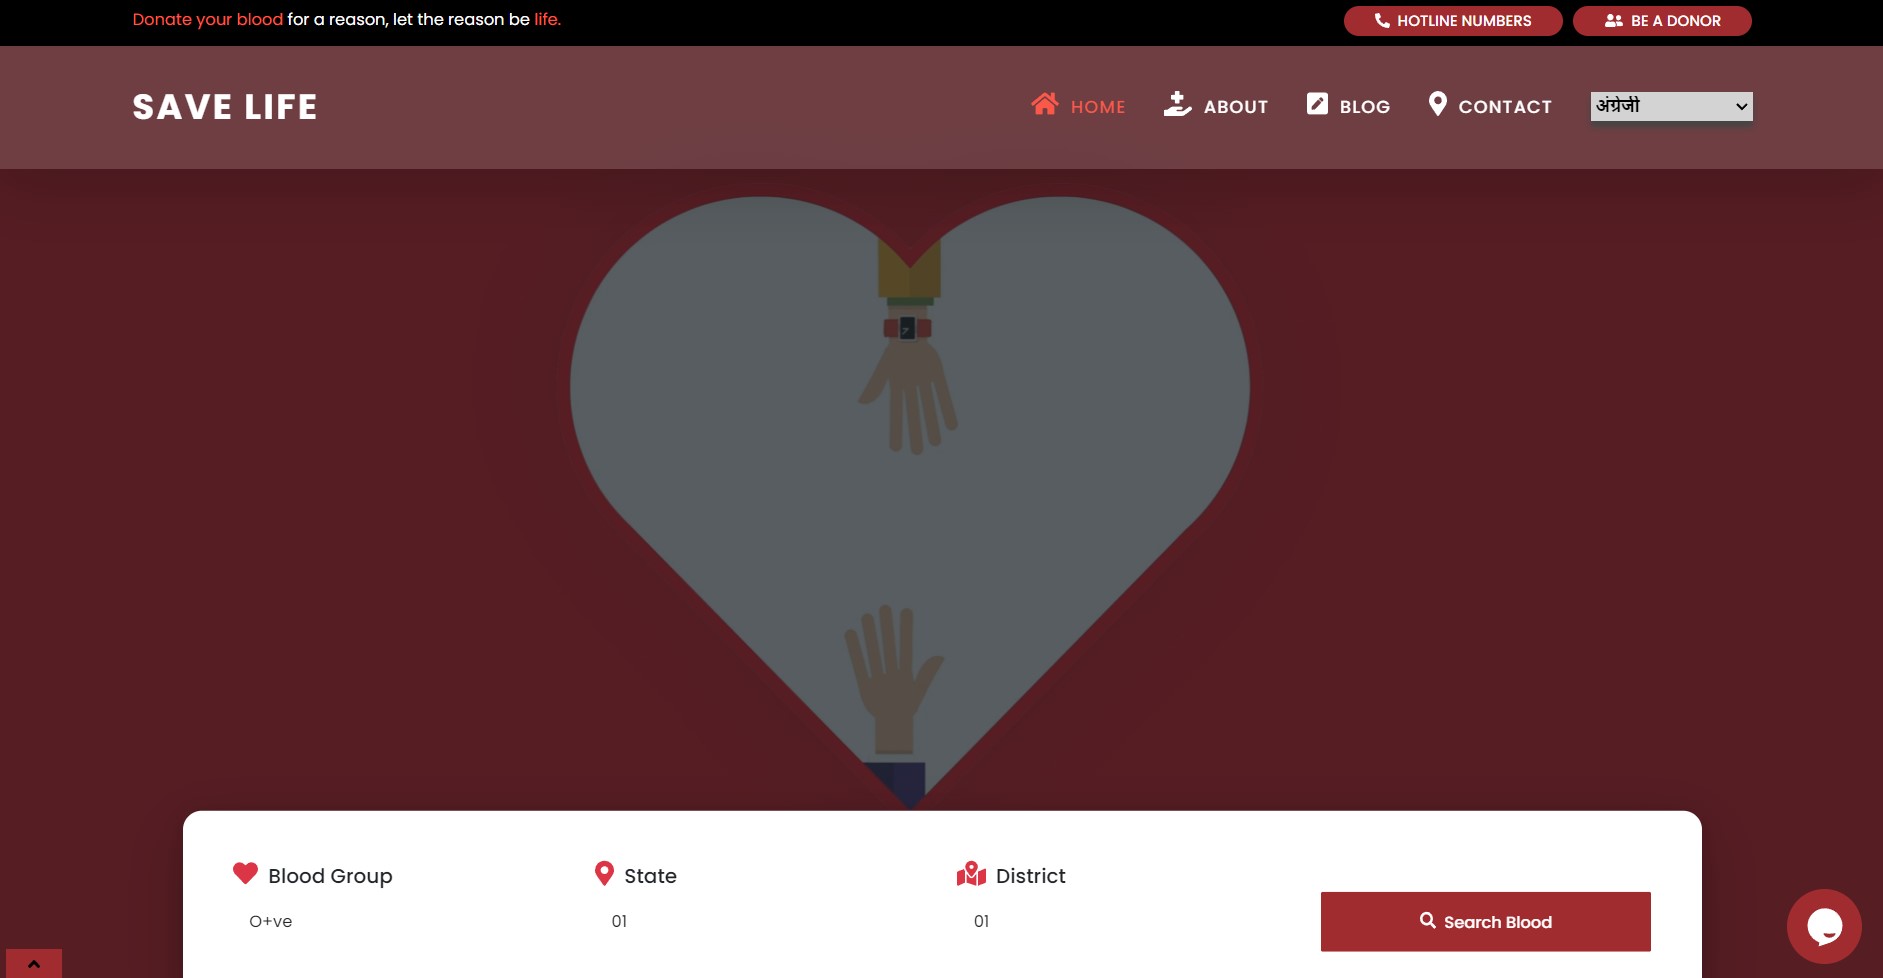 Donate your blood for a reason, let the reason be life.
HOTLINE NUMBERS
BE A DONOR
SAVE LIFE
HOME
ABOUT
BLOG
CONTACT
अंग्रेजी
Blood Group
State
District
O+ve
01
01
Search Blood